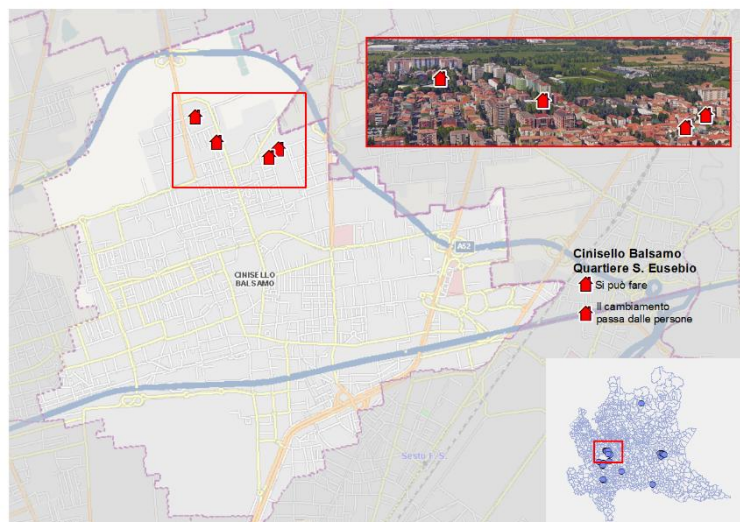 A52
Cinisello Balsamo
Quartiere S. Eusebio
CINISELLO
BALSAMO
Si può fare
Il cambiamento
passa dalle persone
Sesto S. G.